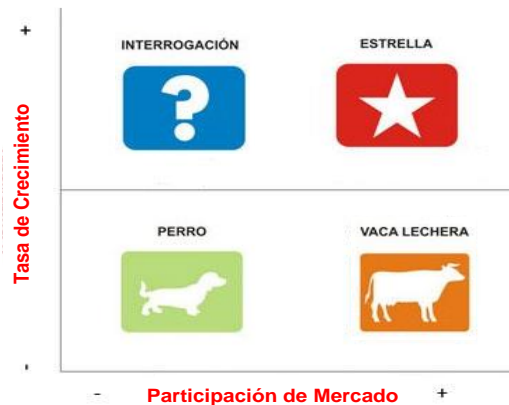 +
INTERROGACIÓN
ESTRELLA
?
Tasa de Crecimiento
PERRO
VACA LECHERA
-
- Participación de Mercado +